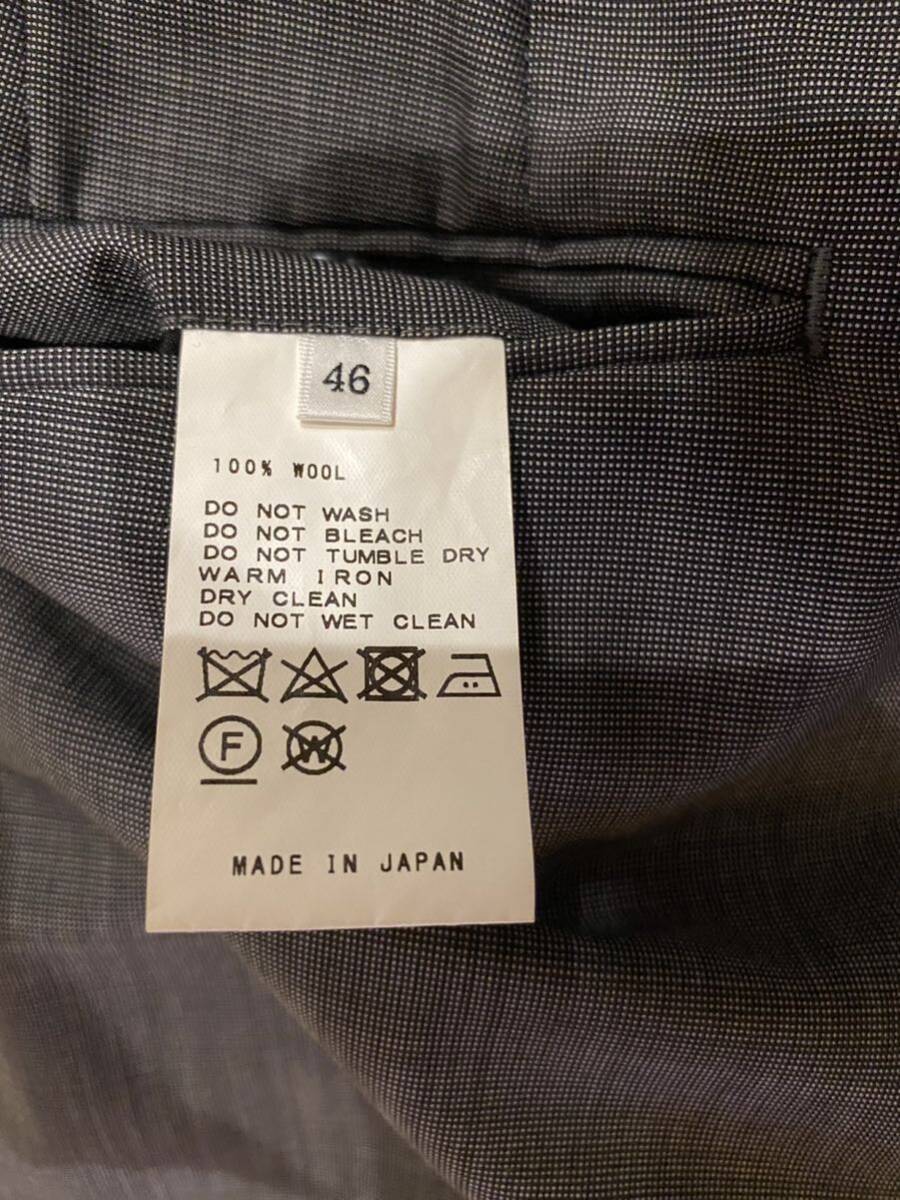 46
100% WOOL
DO NOT WASH
DO NOT BLEACH
DO NOT TUMBLE DRY
WARM IRON
DRY CLEAN
DO NOT WET CLEAN
F W
MADE IN JAPAN